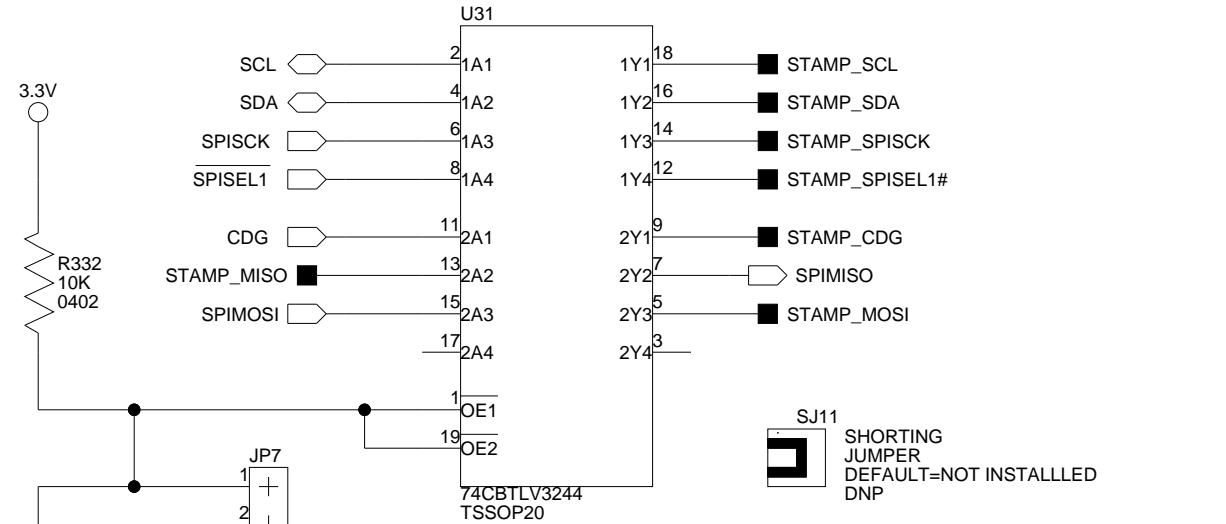 U31
3.3V
SCL 2 1A1 1Y1 18 STAMP_SCL
SDA 4 1A2 1Y2 16 STAMP_SDA
SPISCK 6 1A3 1Y3 14 STAMP_SPISCK
SPISEL1 8 1A4 1Y4 12 STAMP_SPISEL1#
CDG 11 2A1 2Y1 9 STAMP_CDG
STAMP_MISO 13 2A2 2Y2 7 SPIMISO
SPIMOSI 15 2A3 2Y3 5 STAMP_MOSI
17 2A4 2Y4 3
R332
10K
0402
1 OE1
19 OE2
74CBTLV3244
TSSOP20
JP7
1
2
SJ11
SHORTING
JUMPER
DEFAULT=NOT INSTALLLED
DNP